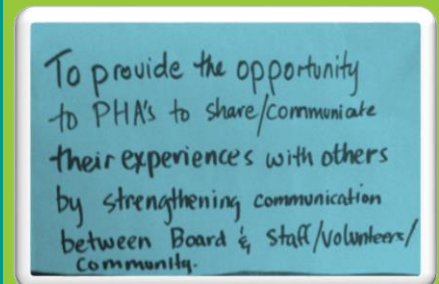 To provide the opportunity
to PHA's to share/communicate
their experiences with others
by strengthening communication
between Board & Staff/Volunteers/
Community.